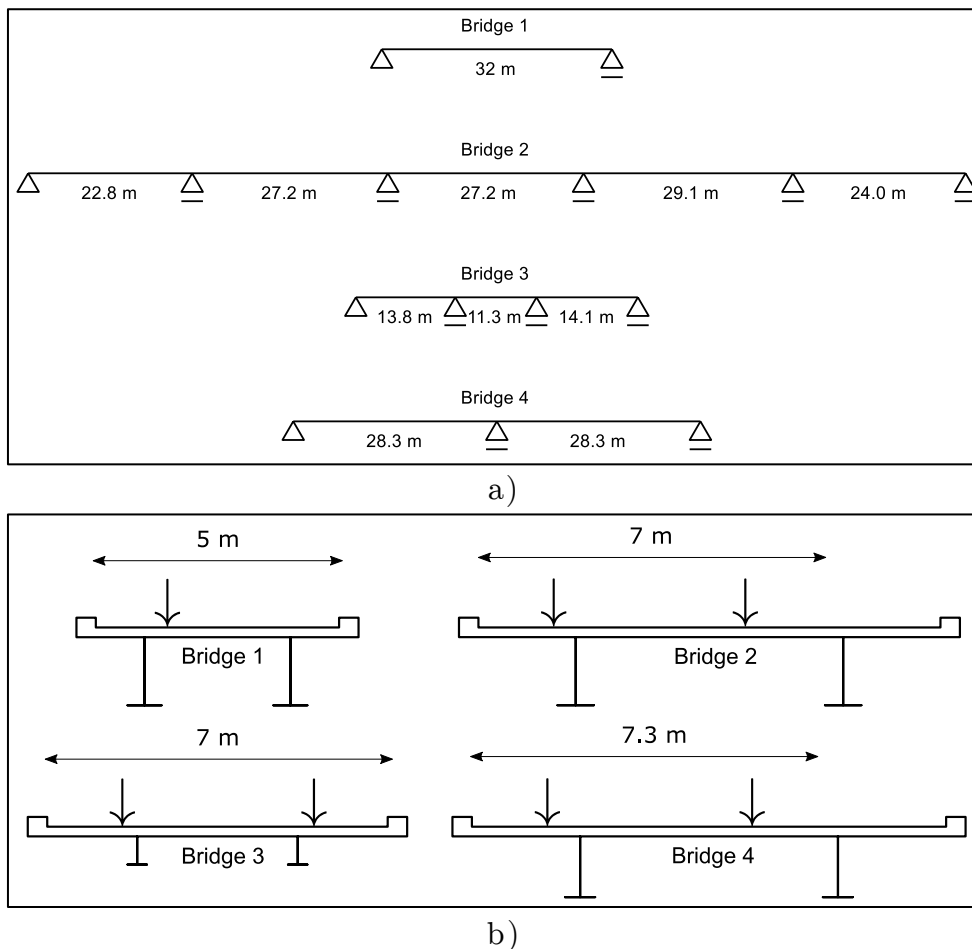 Bridge 1
32 m
Bridge 2
22.8 m 27.2 m 27.2 m 29.1 m 24.0 m
Bridge 3
13.8 m 11.3 m 14.1 m
Bridge 4
28.3 m 28.3 m
a)
5 m 7 m
Bridge 1 Bridge 2
7 m 7.3 m
Bridge 3 Bridge 4
b)